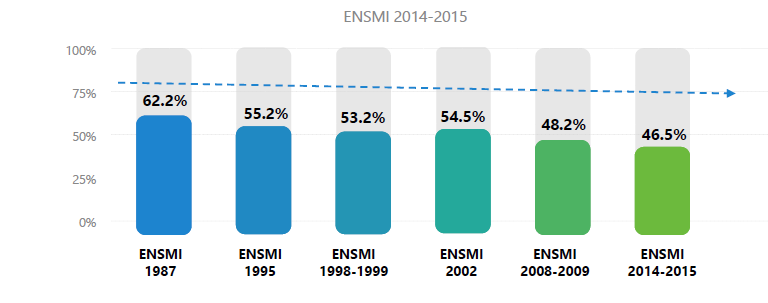 ENSMI 2014-2015
100%
75%
50%
25%
0%
62.2%
55.2%
53.2%
54.5%
48.2%
46.5%
ENSMI
1987
ENSMI
1995
ENSMI
1998-1999
ENSMI
2002
ENSMI
2008-2009
ENSMI
2014-2015